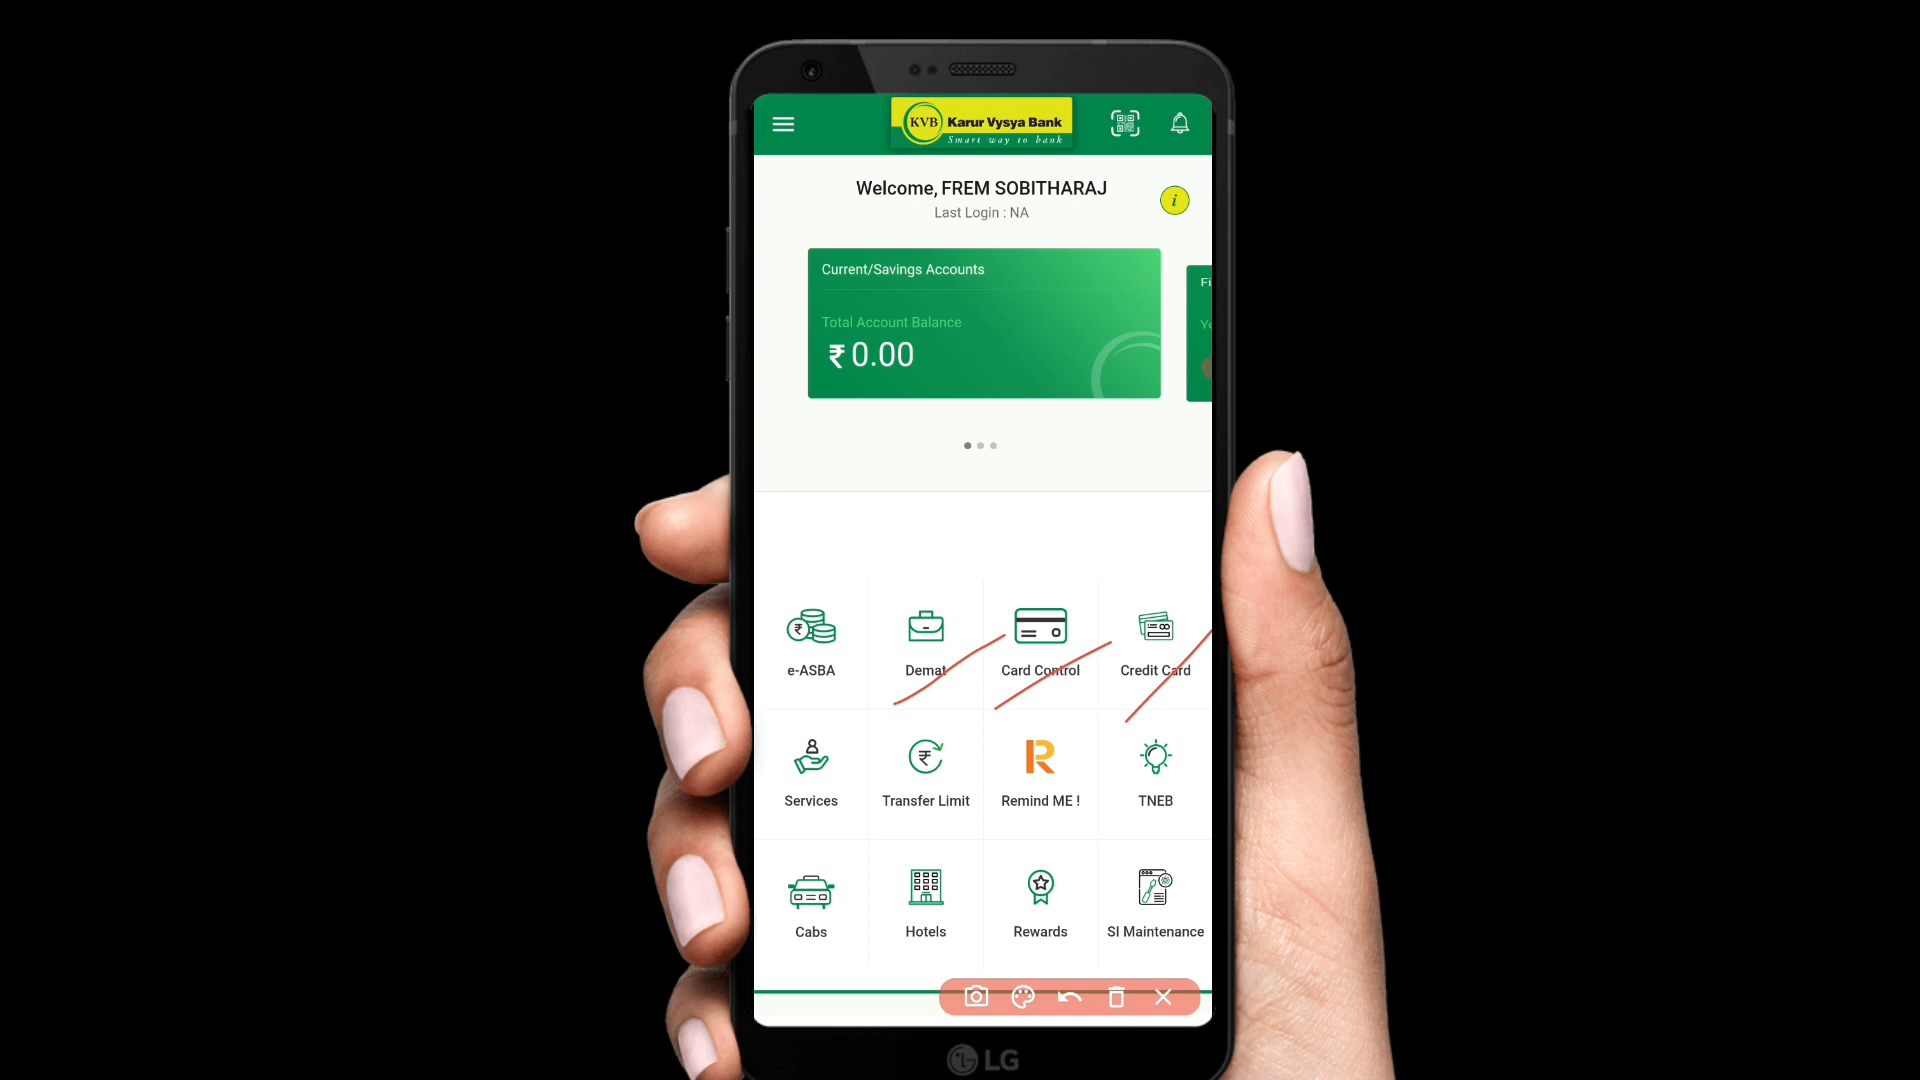 KVB Karur Vysya Bank
Smart way to bank
Welcome, FREM SOBITHARAJ
Last Login : NA
i
Current/Savings Accounts
Fi
Total Account Balance
Yo
₹ 0.00
e-ASBA
Demat
Card Control
Credit Card
Services
Transfer Limit
Remind ME !
TNEB
Cabs
Hotels
Rewards
SI Maintenance
LG